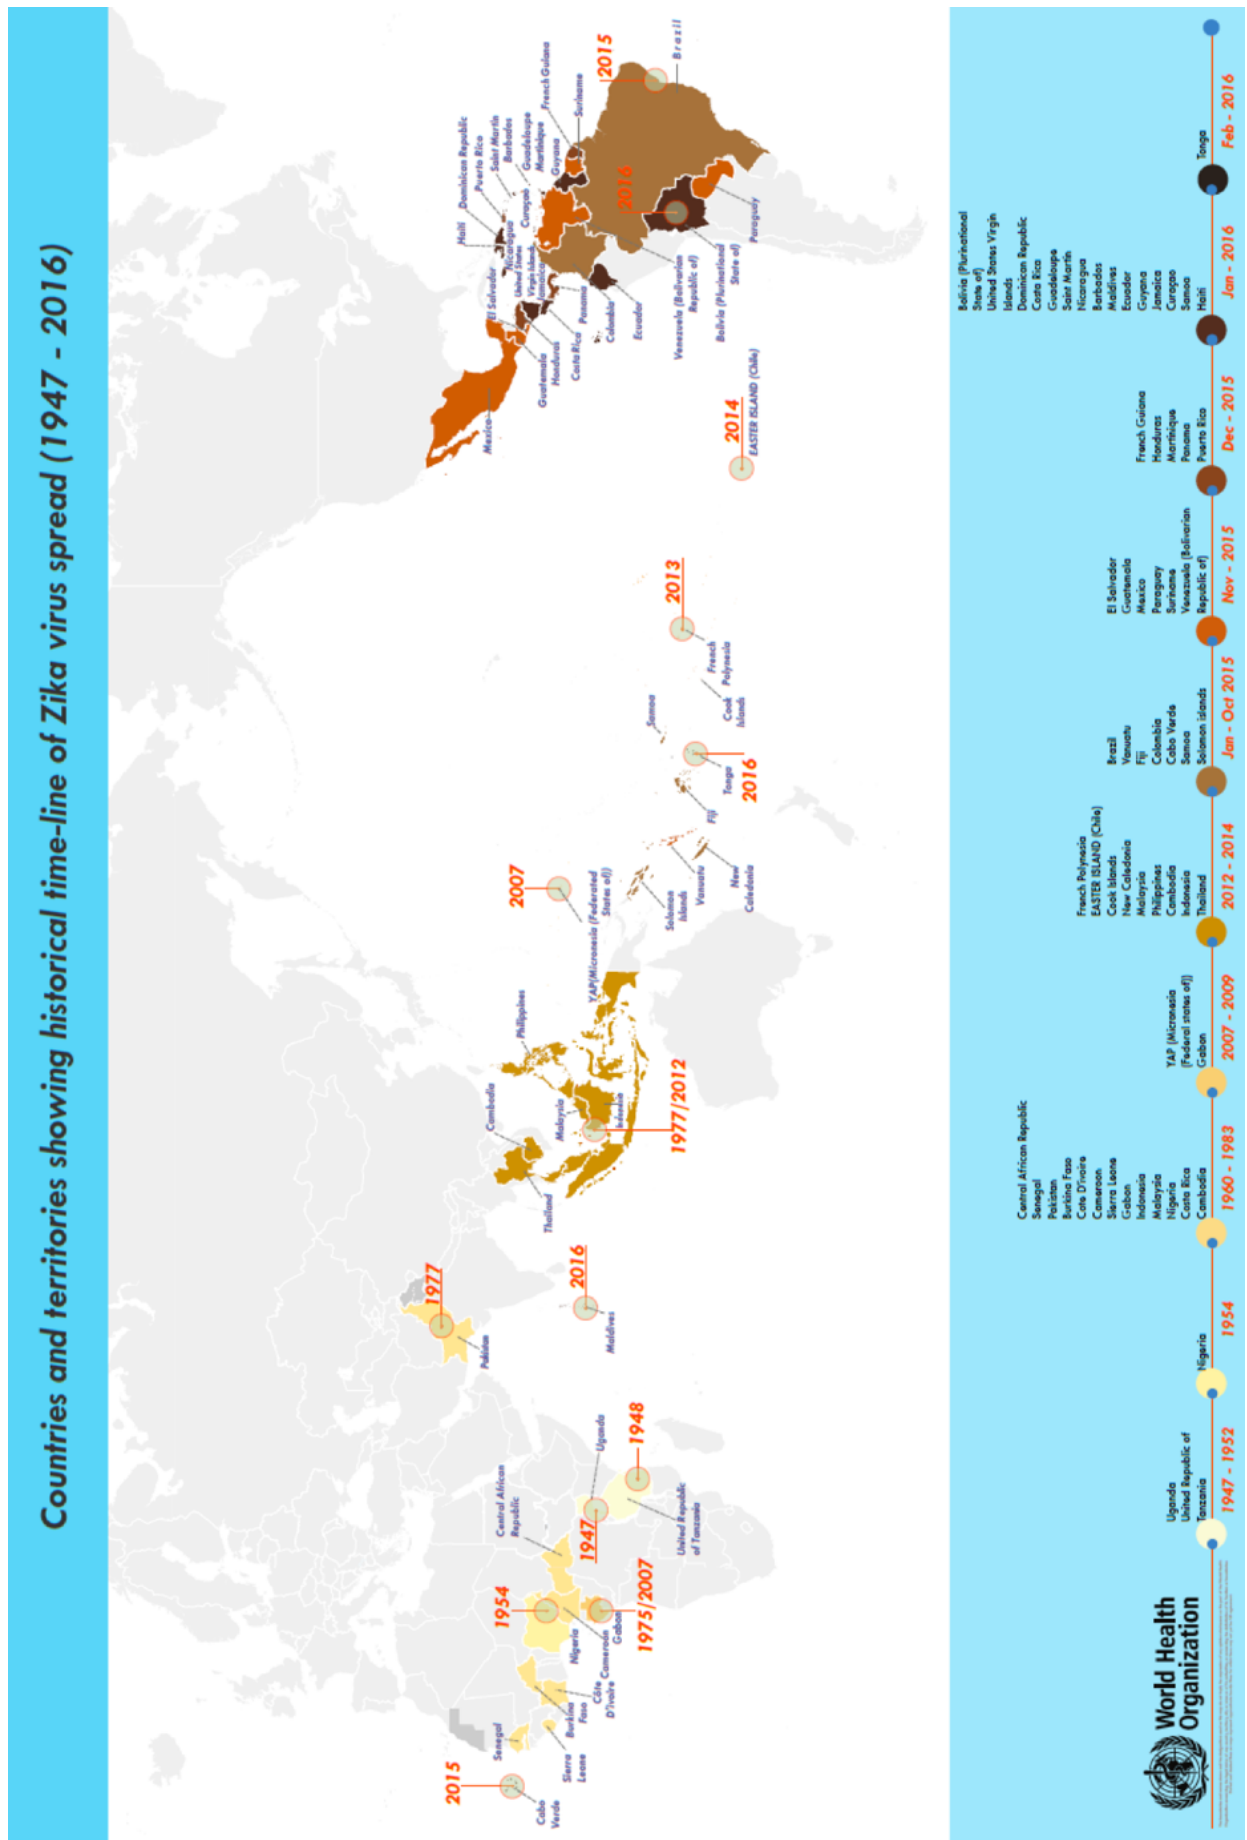 Countries and territories showing historical time-line of Zika virus spread (1947 - 2016)
2015
Cabo
Verde
Senegal
Sierra
Leone
Burkina
Faso
Côte
D'ivoire
Nigeria
1954
Cameroon
Gabon
1975/2007
Central African
Republic
1947
Uganda
1948
United Republic
of Tanzania
1977
Pakistan
2016
Maldives
Thailand
Cambodia
Malaysia
Indonesia
1977/2012
Philippines
2007
YAP(Micronesia (Federated
States of))
Solomon
Islands
Vanuatu
New
Caledonia
Fiji
Tonga
2016
Samoa
Cook
Islands
French
Polynesia
2013
2014
EASTER ISLAND (Chile)
Mexico
Guatemala
Honduras
El Salvador
Costa Rica
Nicaragua
United States
Virgin Islands
Jamaica
Panama
Colombia
Ecuador
Haiti
Dominican Republic
Puerto Rico
Saint Martin
Barbados
Curaçao
Guadeloupe
Martinique
Guyana
French Guiana
Suriname
2015
Brazil
2016
Venezuela (Bolivarian
Republic of)
Bolivia (Plurinational
State of)
Paraguay
World Health
Organization
Uganda
United Republic of
Tanzania
1947 - 1952
Nigeria
1954
Central African Republic
Senegal
Pakistan
Burkina Faso
Cote D'ivoire
Cameroon
Sierra Leone
Gabon
Indonesia
Malaysia
Nigeria
Costa Rica
Cambodia
1960 - 1983
YAP (Micronesia
(Federal states of))
Gabon
2007 - 2009
French Polynesia
EASTER ISLAND (Chile)
Cook Islands
New Caledonia
Malaysia
Philippines
Cambodia
Indonesia
Thailand
2012 - 2014
Brazil
Vanuatu
Fiji
Colombia
Cabo Verde
Samoa
Solomon islands
Jan - Oct 2015
El Salvador
Guatemala
Mexico
Paraguay
Suriname
Venezuela (Bolivarian
Republic of)
Nov - 2015
French Guiana
Honduras
Martinique
Panama
Puerto Rico
Dec - 2015
Bolivia (Plurinational
State of)
United States Virgin
Islands
Dominican Republic
Costa Rica
Guadeloupe
Saint Martin
Nicaragua
Barbados
Maldives
Ecuador
Guyana
Jamaica
Curaçao
Samoa
Haiti
Jan - 2016
Tonga
Feb - 2016